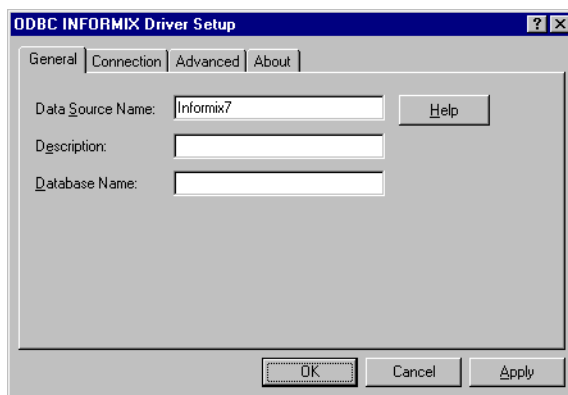 ODBC INFORMIX Driver Setup
General Connection Advanced About
Data Source Name: Informix7 Help
Description:
Database Name:
OK Cancel Apply